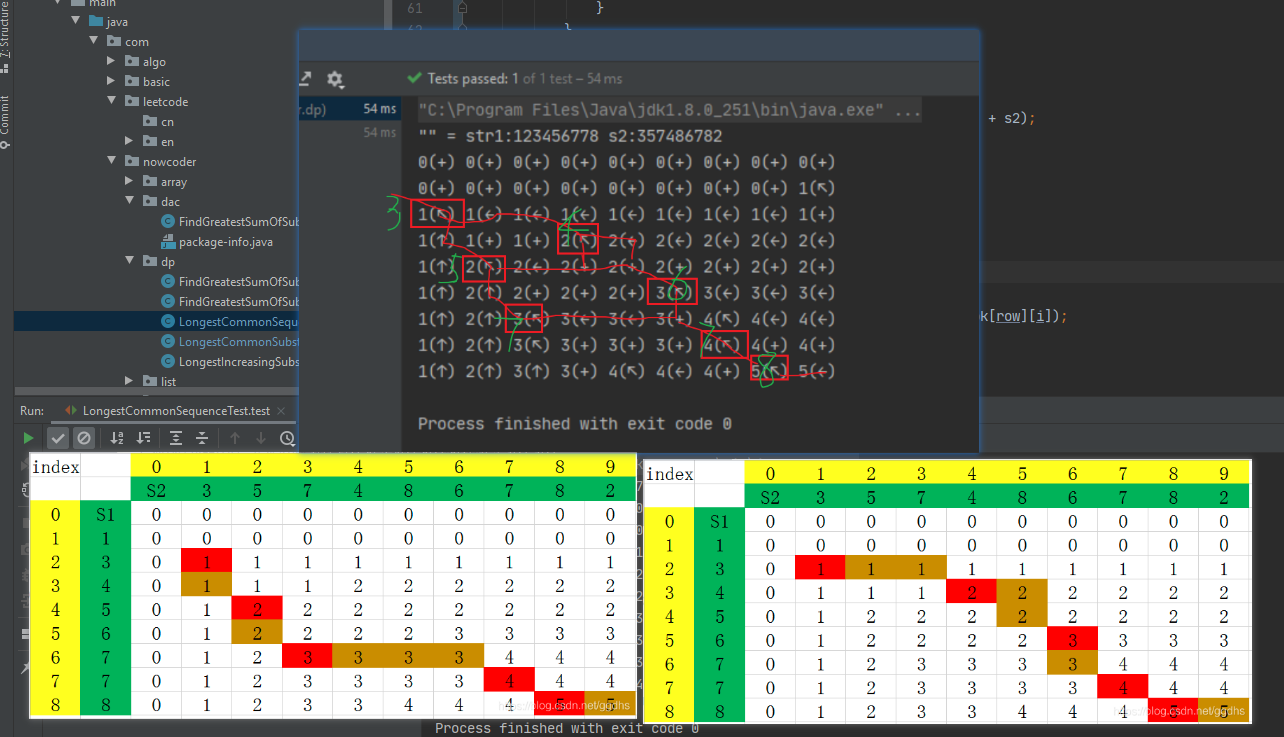 main
java
com
algo
basic
leetcode
cn
en
nowcoder
array
dac
FindGreatestSumOfSub
package-info.java
dp
FindGreatestSumOfSub
FindGreatestSumOfSub
LongestCommonSequ
LongestCommonSubst
LongestIncreasingSubs
list
7: Structure
Commit
61
}
}
+ s2);
k[row][i]);
Tests passed: 1 of 1 test – 54 ms
r.dp) 54 ms
54 ms
"C:\Program Files\Java\jdk1.8.0_251\bin\java.exe" ...
"" = str1:123456778 s2:357486782
0(+) 0(+) 0(+) 0(+) 0(+) 0(+) 0(+) 0(+) 0(+)
0(+) 0(+) 0(+) 0(+) 0(+) 0(+) 0(+) 0(+) 1(↖)
1(↖) 1(←) 1(←) 1(←) 1(←) 1(←) 1(←) 1(←) 1(+)
1(↑) 1(+) 1(+) 2(↖) 2(←) 2(←) 2(←) 2(←) 2(←)
1(↑) 2(↖) 2(←) 2(+) 2(+) 2(+) 2(+) 2(+) 2(+)
1(↑) 2(↑) 2(+) 2(+) 2(+) 3(↖) 3(←) 3(←) 3(←)
1(↑) 2(↑) 3(↖) 3(←) 3(←) 3(+) 4(↖) 4(←) 4(←)
1(↑) 2(↑) 3(↖) 3(+) 3(+) 3(+) 4(↖) 4(+) 4(+)
1(↑) 2(↑) 3(↑) 3(+) 4(↖) 4(←) 4(+) 5(↖) 5(←)
Process finished with exit code 0
Run: LongestCommonSequenceTest.test ×
index 0 1 2 3 4 5 6 7 8 9
S2 3 5 7 4 8 6 7 8 2
0 S1 0 0 0 0 0 0 0 0 0 0
1 1 0 0 0 0 0 0 0 0 0 0
2 3 0 1 1 1 1 1 1 1 1 1
3 4 0 1 1 1 2 2 2 2 2 2
4 5 0 1 2 2 2 2 2 2 2 2
5 6 0 1 2 2 2 2 3 3 3 3
6 7 0 1 2 3 3 3 3 4 4 4
7 7 0 1 2 3 3 3 3 4 4 4
8 8 0 1 2 3 3 4 4 4 5 5
https://blog.csdn.net/ggdhs
index 0 1 2 3 4 5 6 7 8 9
S2 3 5 7 4 8 6 7 8 2
0 S1 0 0 0 0 0 0 0 0 0 0
1 1 0 0 0 0 0 0 0 0 0 0
2 3 0 1 1 1 1 1 1 1 1 1
3 4 0 1 1 1 2 2 2 2 2 2
4 5 0 1 2 2 2 2 2 2 2 2
5 6 0 1 2 2 2 2 3 3 3 3
6 7 0 1 2 3 3 3 3 4 4 4
7 7 0 1 2 3 3 3 3 4 4 4
8 8 0 1 2 3 3 4 4 4 5 5
https://blog.csdn.net/ggdhs
Process finished with exit code 0